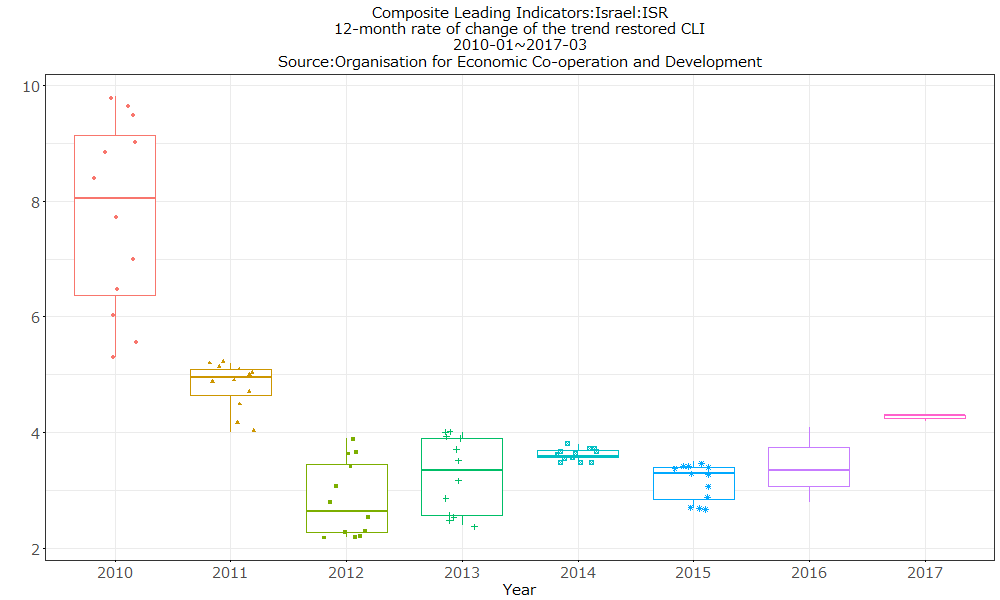 Composite Leading Indicators:Israel:ISR
12-month rate of change of the trend restored CLI
2010-01~2017-03
Source:Organisation for Economic Co-operation and Development
10
8
6
4
2
2010 2011 2012 2013 2014 2015 2016 2017
Year